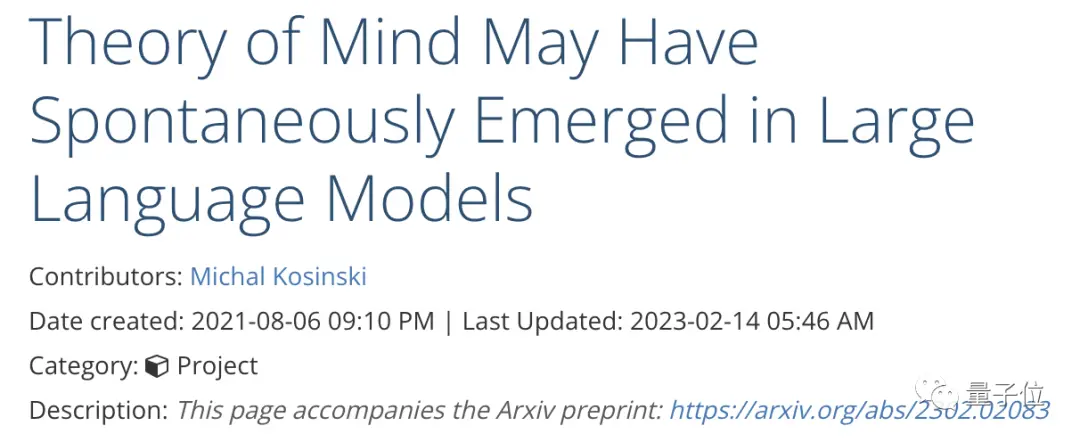 Theory of Mind May Have
Spontaneously Emerged in Large
Language Models
Contributors: Michal Kosinski
Date created: 2021-08-06 09:10 PM | Last Updated: 2023-02-14 05:46 AM
Category: Project
Description: This page accompanies the Arxiv preprint: https://arxiv.org/abs/2302.02083
量子位